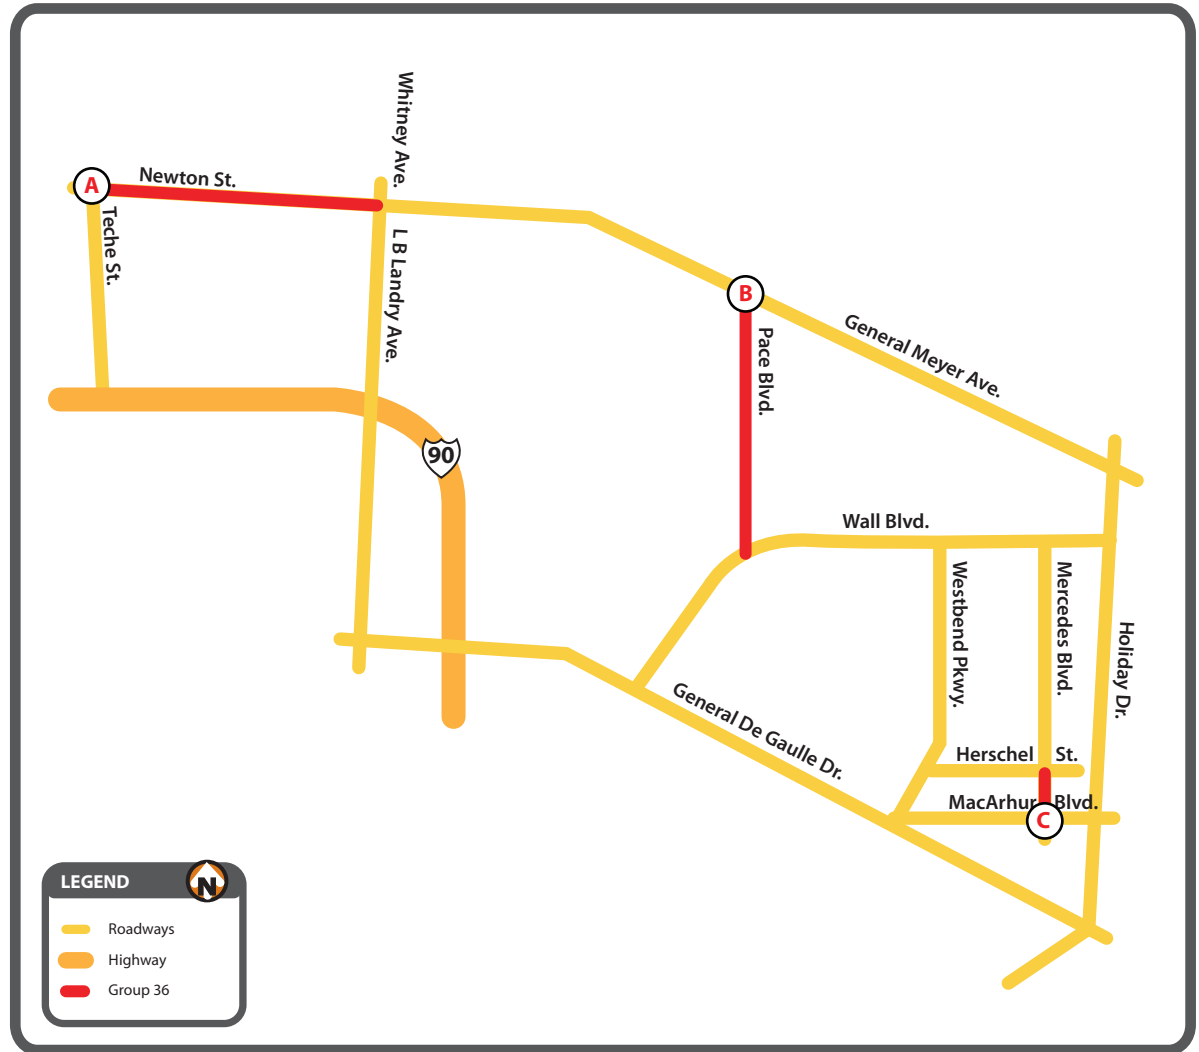 Whitney Ave.
A
Newton St.
Teche St.
L B Landry Ave.
B
Pace Blvd.
General Meyer Ave.
90
Wall Blvd.
Westbend Pkwy.
Mercedes Blvd.
Holiday Dr.
General De Gaulle Dr.
Herschel St.
MacArhur Blvd.
C
LEGEND
N
Roadways
Highway
Group 36